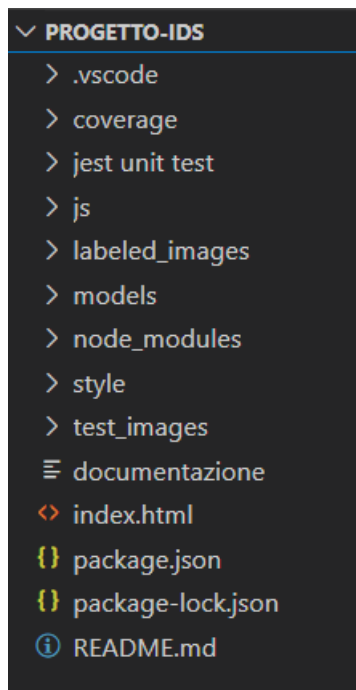 PROGETTO-IDS
.vscode
coverage
jest unit test
js
labeled_images
models
node_modules
style
test_images
documentazione
index.html
package.json
package-lock.json
README.md